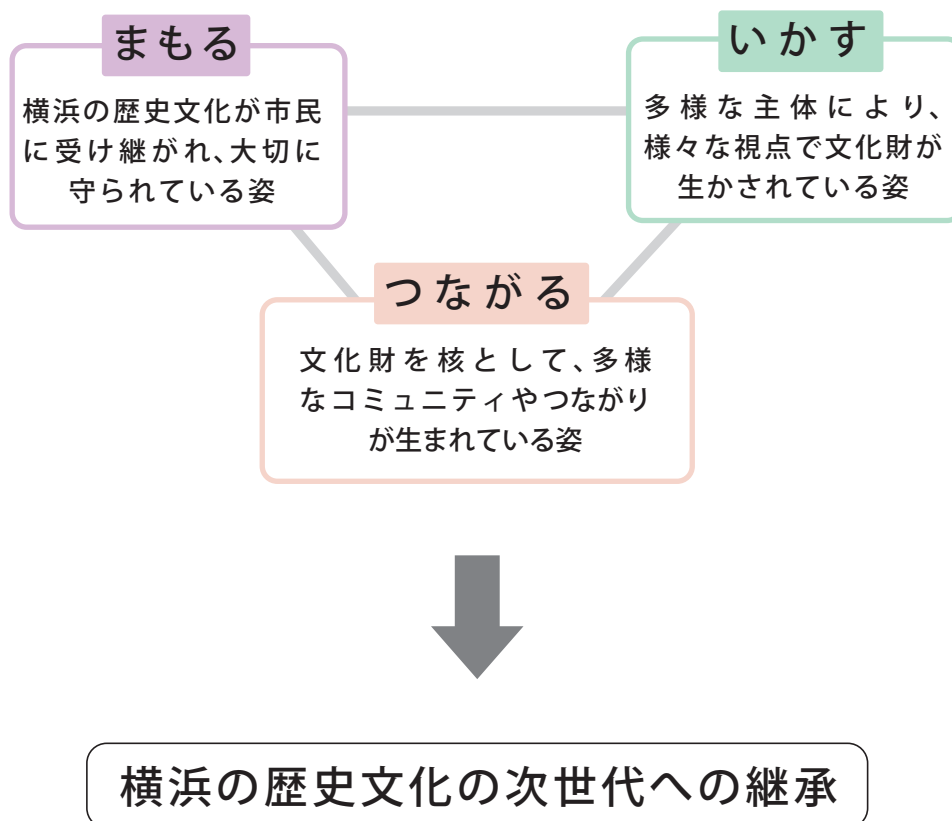 まもる
横浜の歴史文化が市民
に受け継がれ、大切に
守られている姿
いかす
多様な主体により、
様々な視点で文化財が
生かされている姿
つながる
文化財を核として、多様
なコミュニティやつながり
が生まれている姿
横浜の歴史文化の次世代への継承